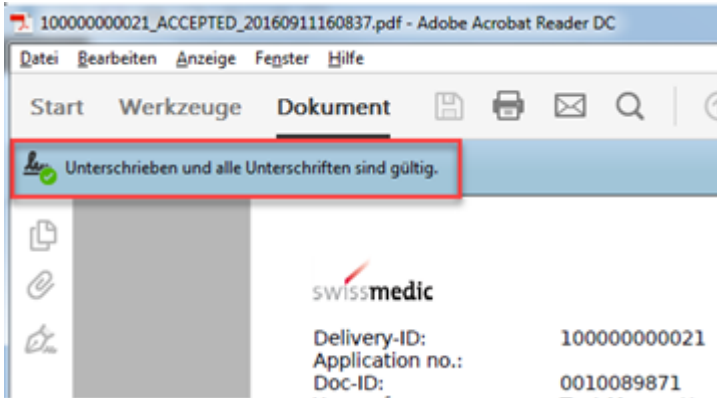 100000000021_ACCEPTED_20160911160837.pdf - Adobe Acrobat Reader DC
Datei Bearbeiten Anzeige Fenster Hilfe
Start Werkzeuge Dokument
Unterschrieben und alle Unterschriften sind gültig.
swissmedic
Delivery-ID: 100000000021
Application no.:
Doc-ID: 0010089871